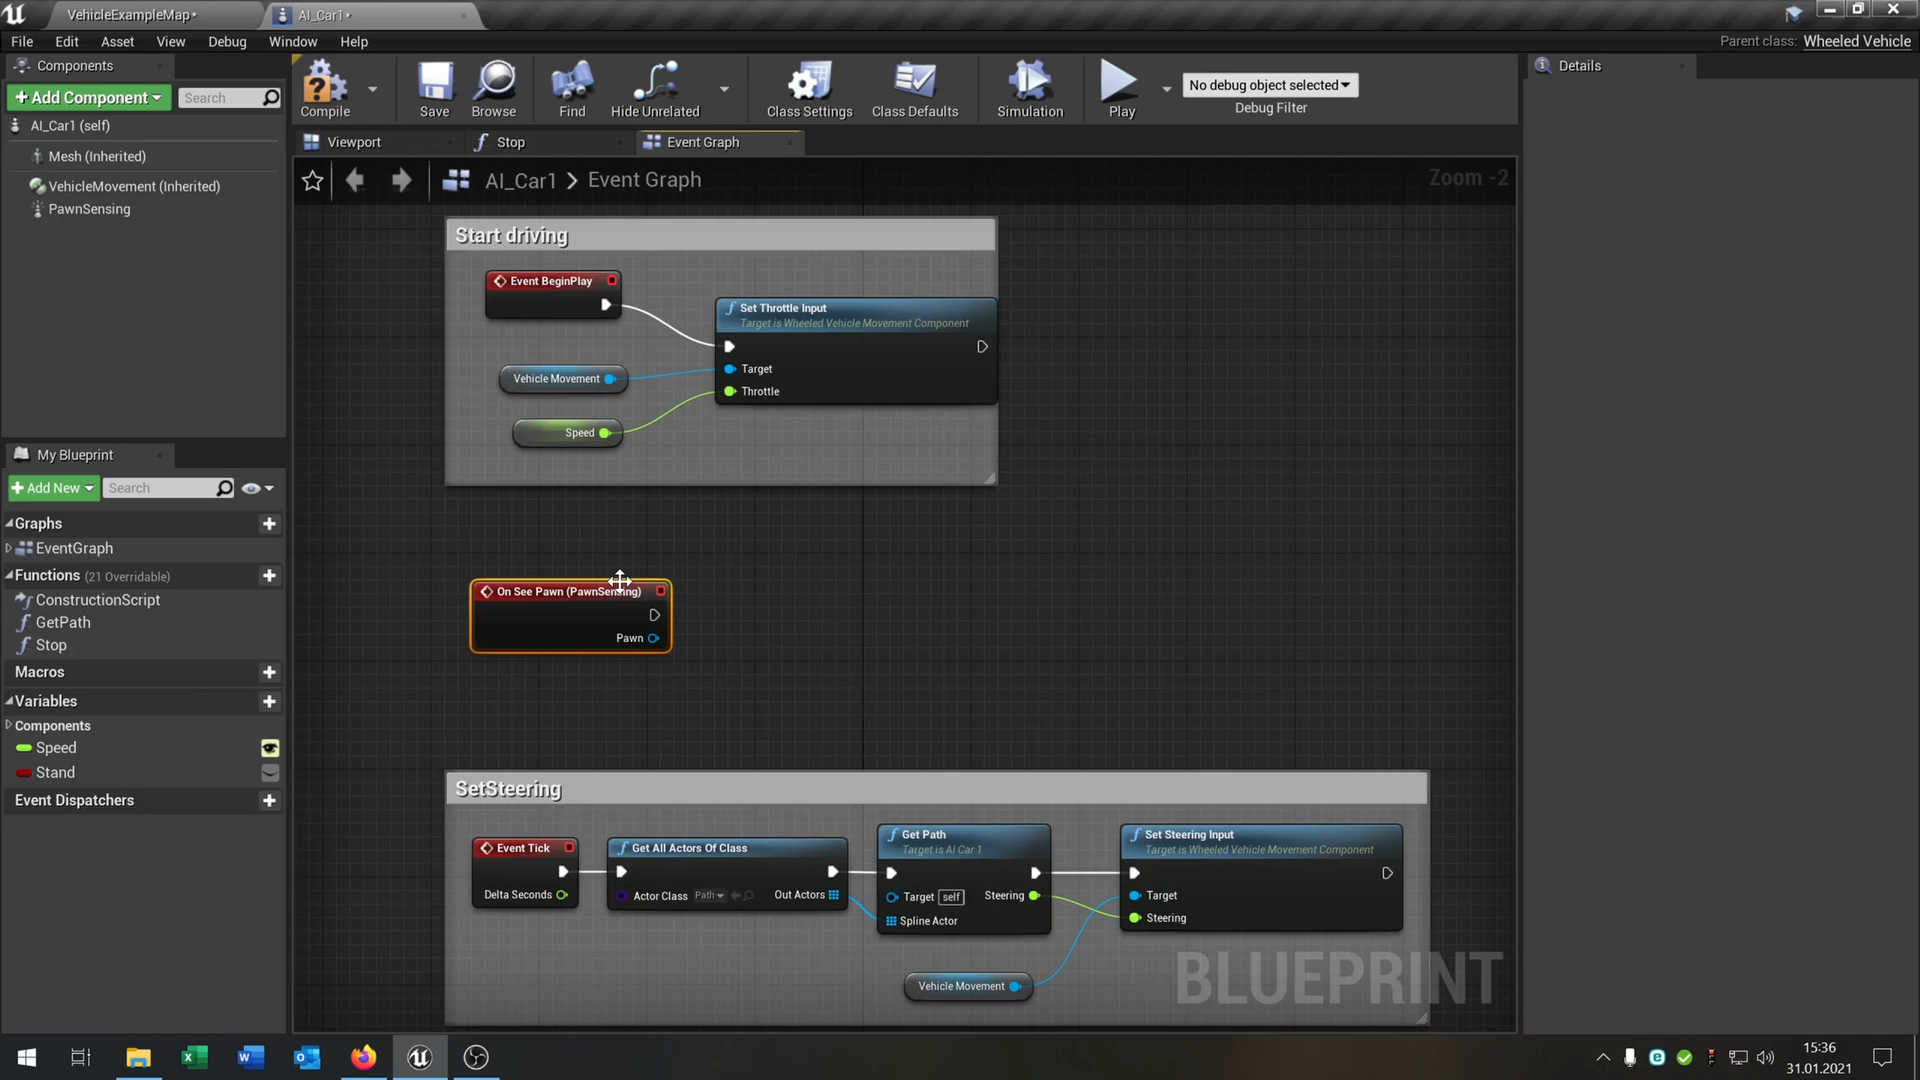 VehicleExampleMap*
AI_Car1*
File Edit Asset View Debug Window Help
Parent class: Wheeled Vehicle
Components
+ Add Component
Search
AI_Car1 (self)
Mesh (Inherited)
VehicleMovement (Inherited)
PawnSensing
Compile
Save
Browse
Find
Hide Unrelated
Class Settings
Class Defaults
Simulation
Play
No debug object selected
Debug Filter
Details
Viewport
Stop
Event Graph
AI_Car1 > Event Graph
Zoom -2
Start driving
Event BeginPlay
Set Throttle Input
Target is Wheeled Vehicle Movement Component
Target
Throttle
Vehicle Movement
Speed
On See Pawn (PawnSensing)
Pawn
SetSteering
Event Tick
Delta Seconds
Get All Actors Of Class
Actor Class Path
Out Actors
Get Path
Target is AI Car 1
Target self
Steering
Spline Actor
Set Steering Input
Target is Wheeled Vehicle Movement Component
Target
Steering
Vehicle Movement
BLUEPRINT
My Blueprint
+ Add New
Search
Graphs
EventGraph
Functions (21 Overridable)
ConstructionScript
GetPath
Stop
Macros
Variables
Components
Speed
Stand
Event Dispatchers
15:36
31.01.2021